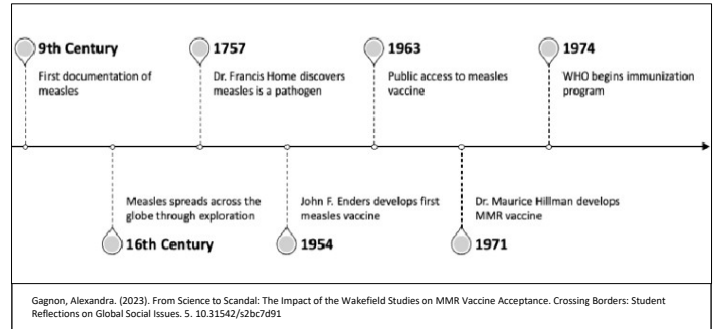 9th Century
First documentation of
measles
1757
Dr. Francis Home discovers
measles is a pathogen
1963
Public access to measles
vaccine
1974
WHO begins immunization
program
Measles spreads across the
globe through exploration
16th Century
John F. Enders develops first
measles vaccine
1954
Dr. Maurice Hillman develops
MMR vaccine
1971
Gagnon, Alexandra. (2023). From Science to Scandal: The Impact of the Wakefield Studies on MMR Vaccine Acceptance. Crossing Borders: Student
Reflections on Global Social Issues. 5. 10.31542/s2bc7d91